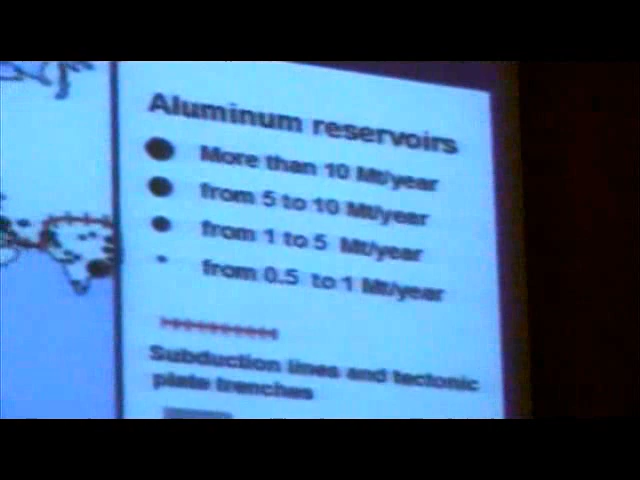 Aluminum reservoirs
More than 10 Mt/year
from 5 to 10 Mt/year
from 1 to 5 Mt/year
from 0.5 to 1 Mt/year
Subduction lines and tectonic
plate trenches